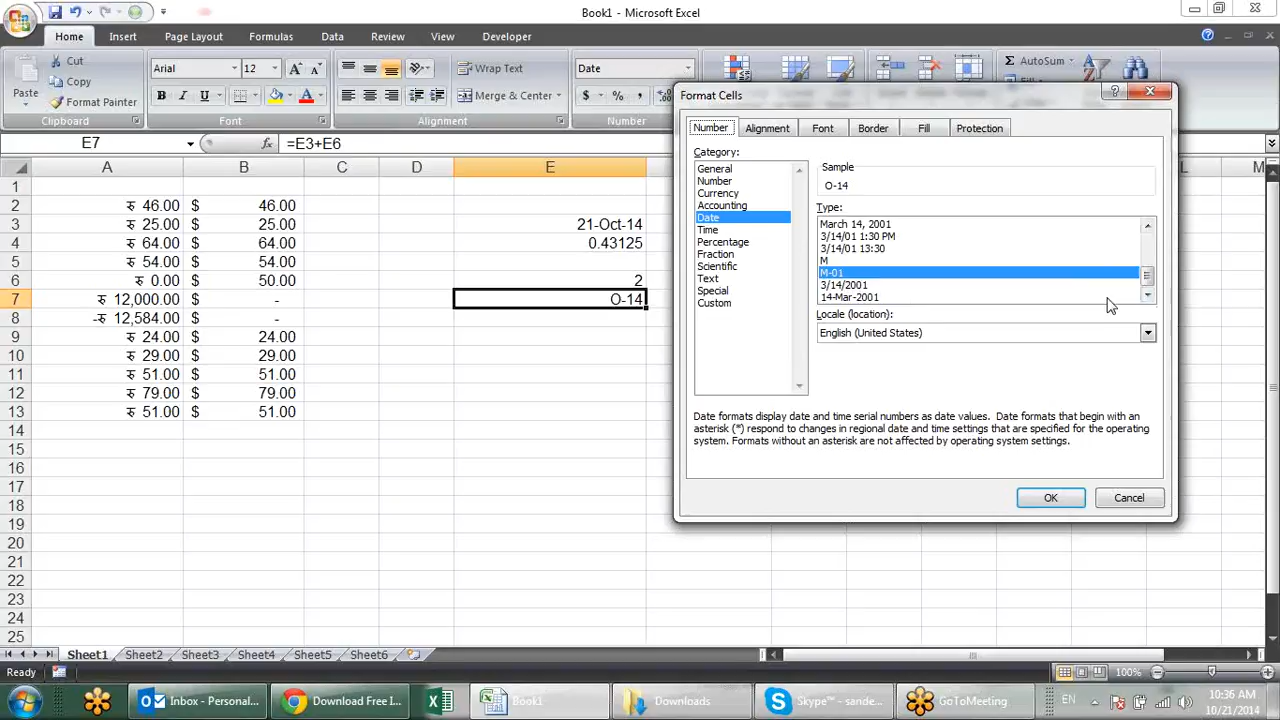 Book1 - Microsoft Excel
Home Insert Page Layout Formulas Data Review View Developer
Paste
Cut
Copy
Format Painter
Clipboard
Arial 12
B I U
Font
Wrap Text
Merge & Center
Alignment
Date
$ % ,
Number
AutoSum
E7 fx =E3+E6
A B C D E L M
1
2 रु 46.00 $ 46.00
3 रु 25.00 $ 25.00 21-Oct-14
4 रु 64.00 $ 64.00 0.43125
5 रु 54.00 $ 54.00
6 रु 0.00 $ 50.00 2
7 रु 12,000.00 $ - O-14
8 -रु 12,584.00 $ -
9 रु 24.00 $ 24.00
10 रु 29.00 $ 29.00
11 रु 51.00 $ 51.00
12 रु 79.00 $ 79.00
13 रु 51.00 $ 51.00
14
15
16
17
18
19
20
21
22
23
24
25
Format Cells
Number Alignment Font Border Fill Protection
Category:
General
Number
Currency
Accounting
Date
Time
Percentage
Fraction
Scientific
Text
Special
Custom
Sample
O-14
Type:
March 14, 2001
3/14/01 1:30 PM
3/14/01 13:30
M
M-01
3/14/2001
14-Mar-2001
Locale (location):
English (United States)
Date formats display date and time serial numbers as date values. Date formats that begin with an
asterisk (*) respond to changes in regional date and time settings that are specified for the operating
system. Formats without an asterisk are not affected by operating system settings.
OK Cancel
Sheet1 Sheet2 Sheet3 Sheet4 Sheet5 Sheet6
Ready 100%
Inbox - Personal... Download Free I... Book1 Downloads Skype™ - sande... GoToMeeting EN
10:36 AM
10/21/2014